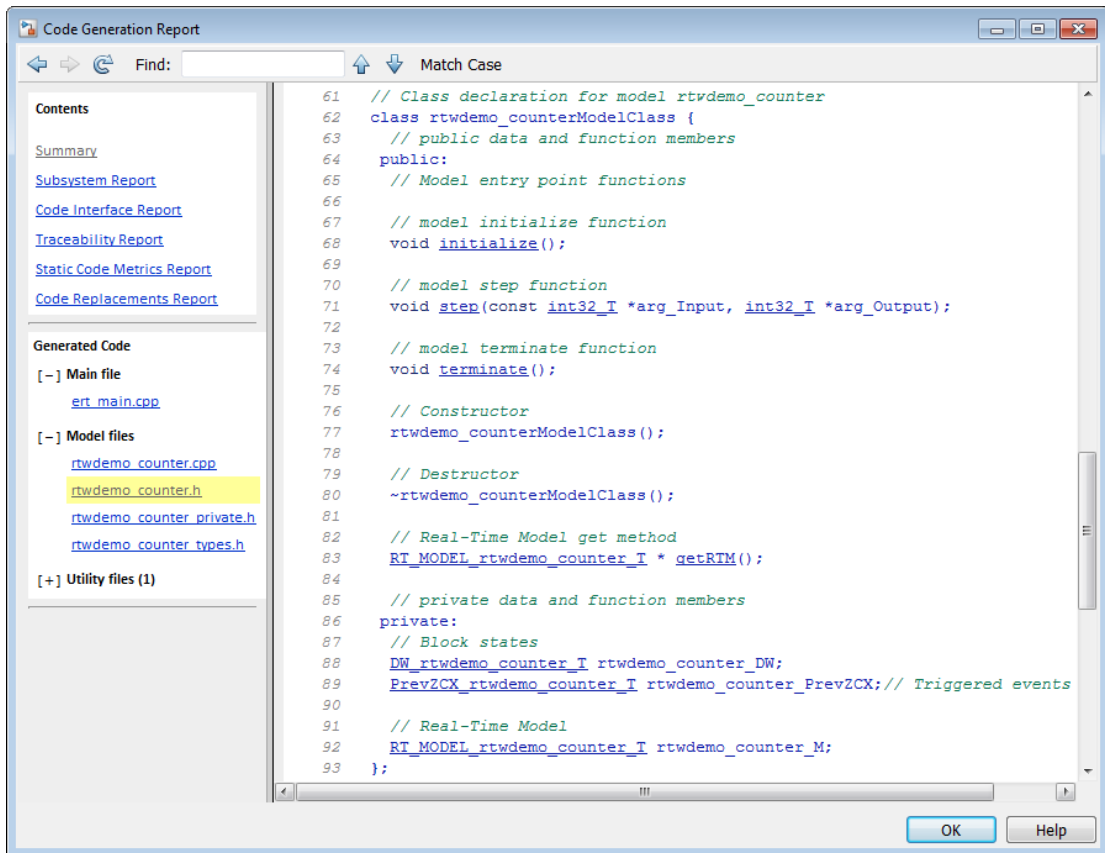 Code Generation Report
Find:
Match Case
Contents
Summary
Subsystem Report
Code Interface Report
Traceability Report
Static Code Metrics Report
Code Replacements Report
Generated Code
[-] Main file
ert_main.cpp
[-] Model files
rtwdemo_counter.cpp
rtwdemo_counter.h
rtwdemo_counter_private.h
rtwdemo_counter_types.h
[+] Utility files (1)
61 // Class declaration for model rtwdemo_counter
62 class rtwdemo_counterModelClass {
63 // public data and function members
64 public:
65 // Model entry point functions
66
67 // model initialize function
68 void initialize();
69
70 // model step function
71 void step(const int32_T *arg_Input, int32_T *arg_Output);
72
73 // model terminate function
74 void terminate();
75
76 // Constructor
77 rtwdemo_counterModelClass();
78
79 // Destructor
80 ~rtwdemo_counterModelClass();
81
82 // Real-Time Model get method
83 RT_MODEL_rtwdemo_counter_T * getRTM();
84
85 // private data and function members
86 private:
87 // Block states
88 DW_rtwdemo_counter_T rtwdemo_counter_DW;
89 PrevZCX_rtwdemo_counter_T rtwdemo_counter_PrevZCX;// Triggered events
90
91 // Real-Time Model
92 RT_MODEL_rtwdemo_counter_T rtwdemo_counter_M;
93 };
OK
Help